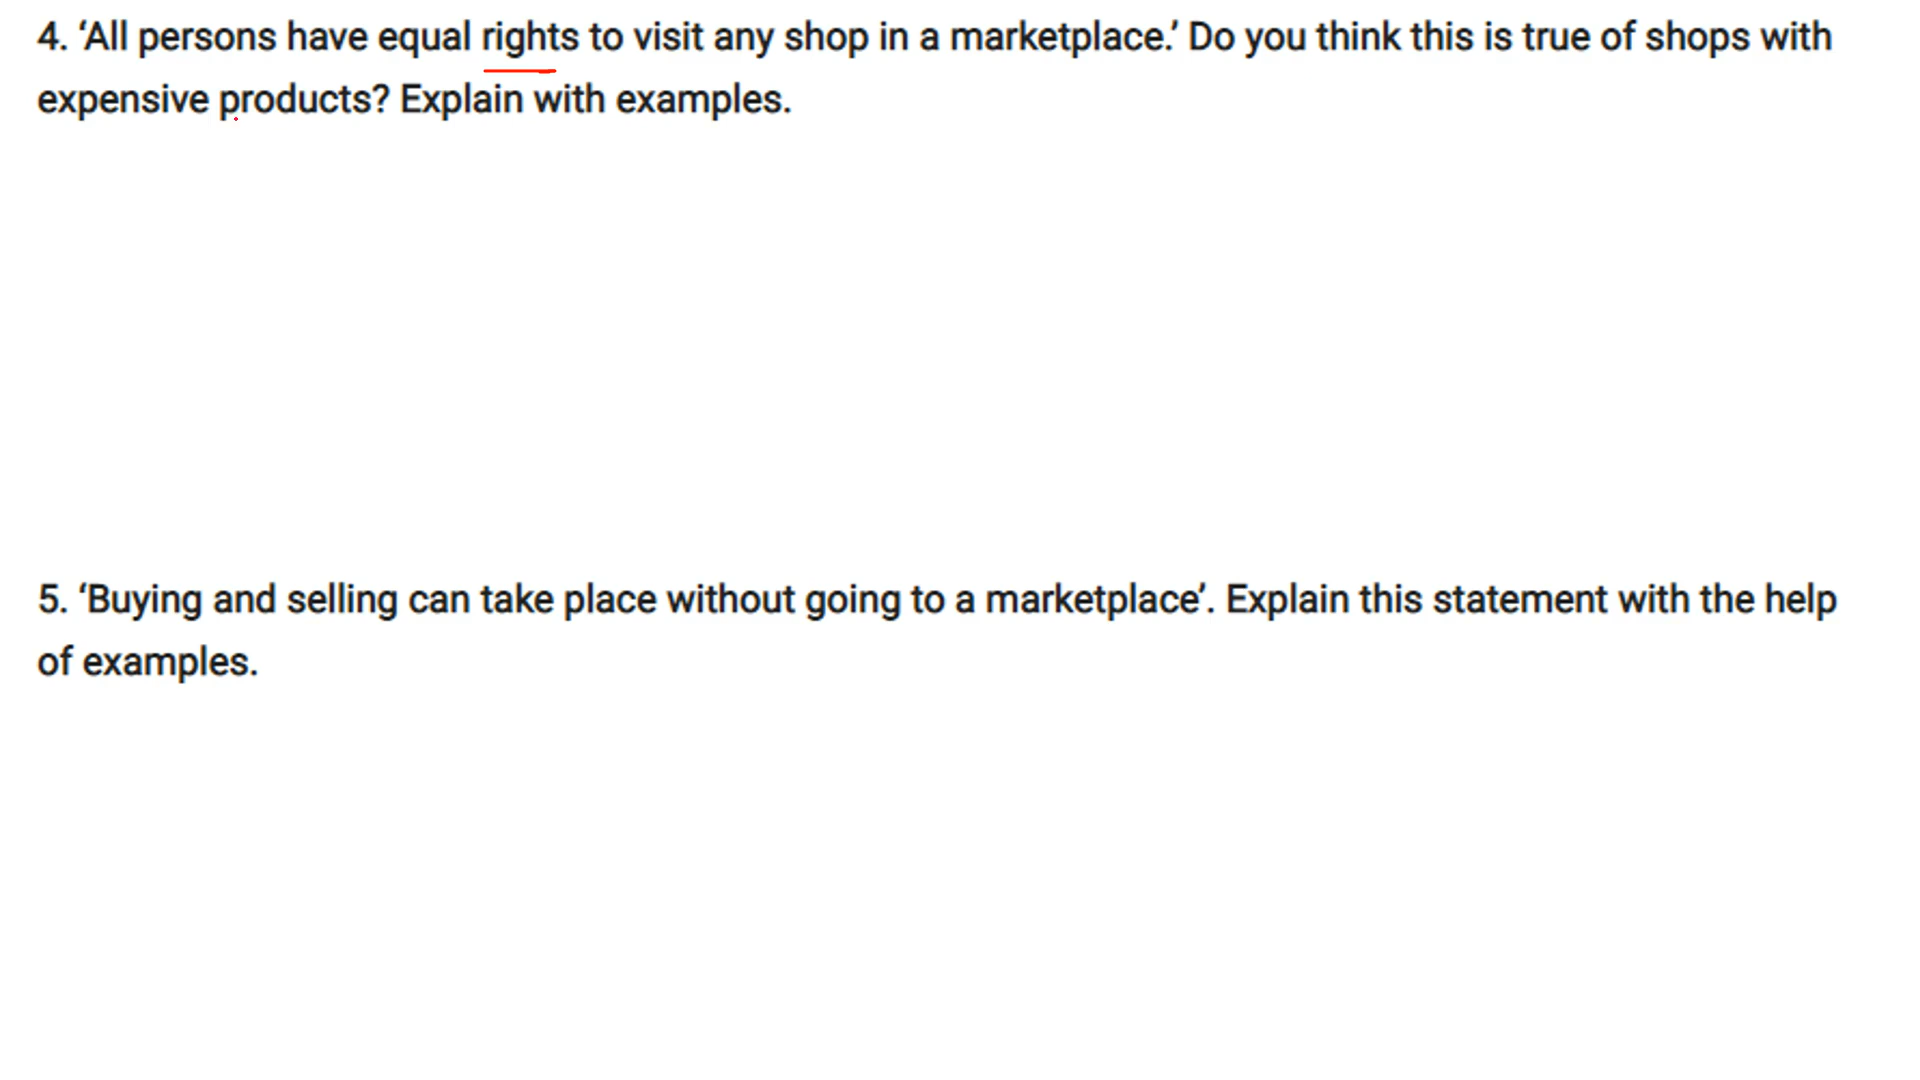 4. ‘All persons have equal rights to visit any shop in a marketplace.’ Do you think this is true of shops with
expensive products? Explain with examples.
5. ‘Buying and selling can take place without going to a marketplace’. Explain this statement with the help
of examples.